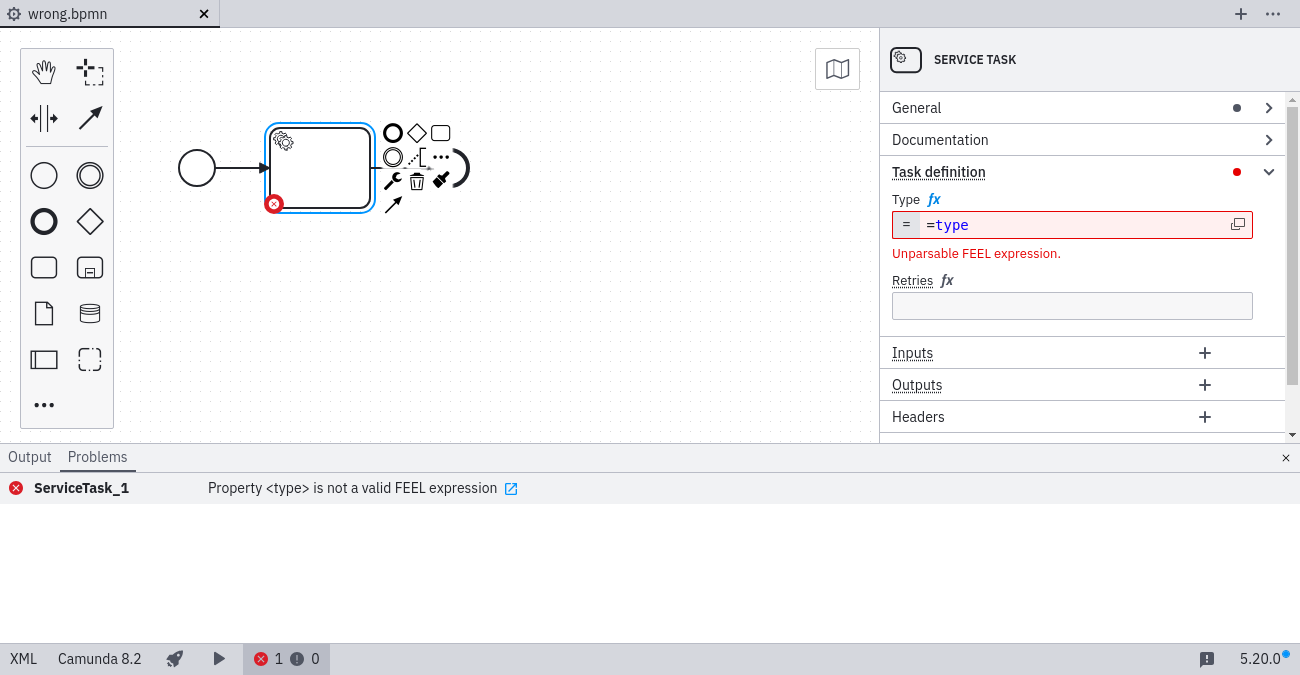 wrong.bpmn
SERVICE TASK
General
Documentation
Task definition
Type fx
= =type
Unparsable FEEL expression.
Retries fx
Inputs
Outputs
Headers
Output Problems
ServiceTask_1 Property <type> is not a valid FEEL expression
XML Camunda 8.2 1 0 5.20.0